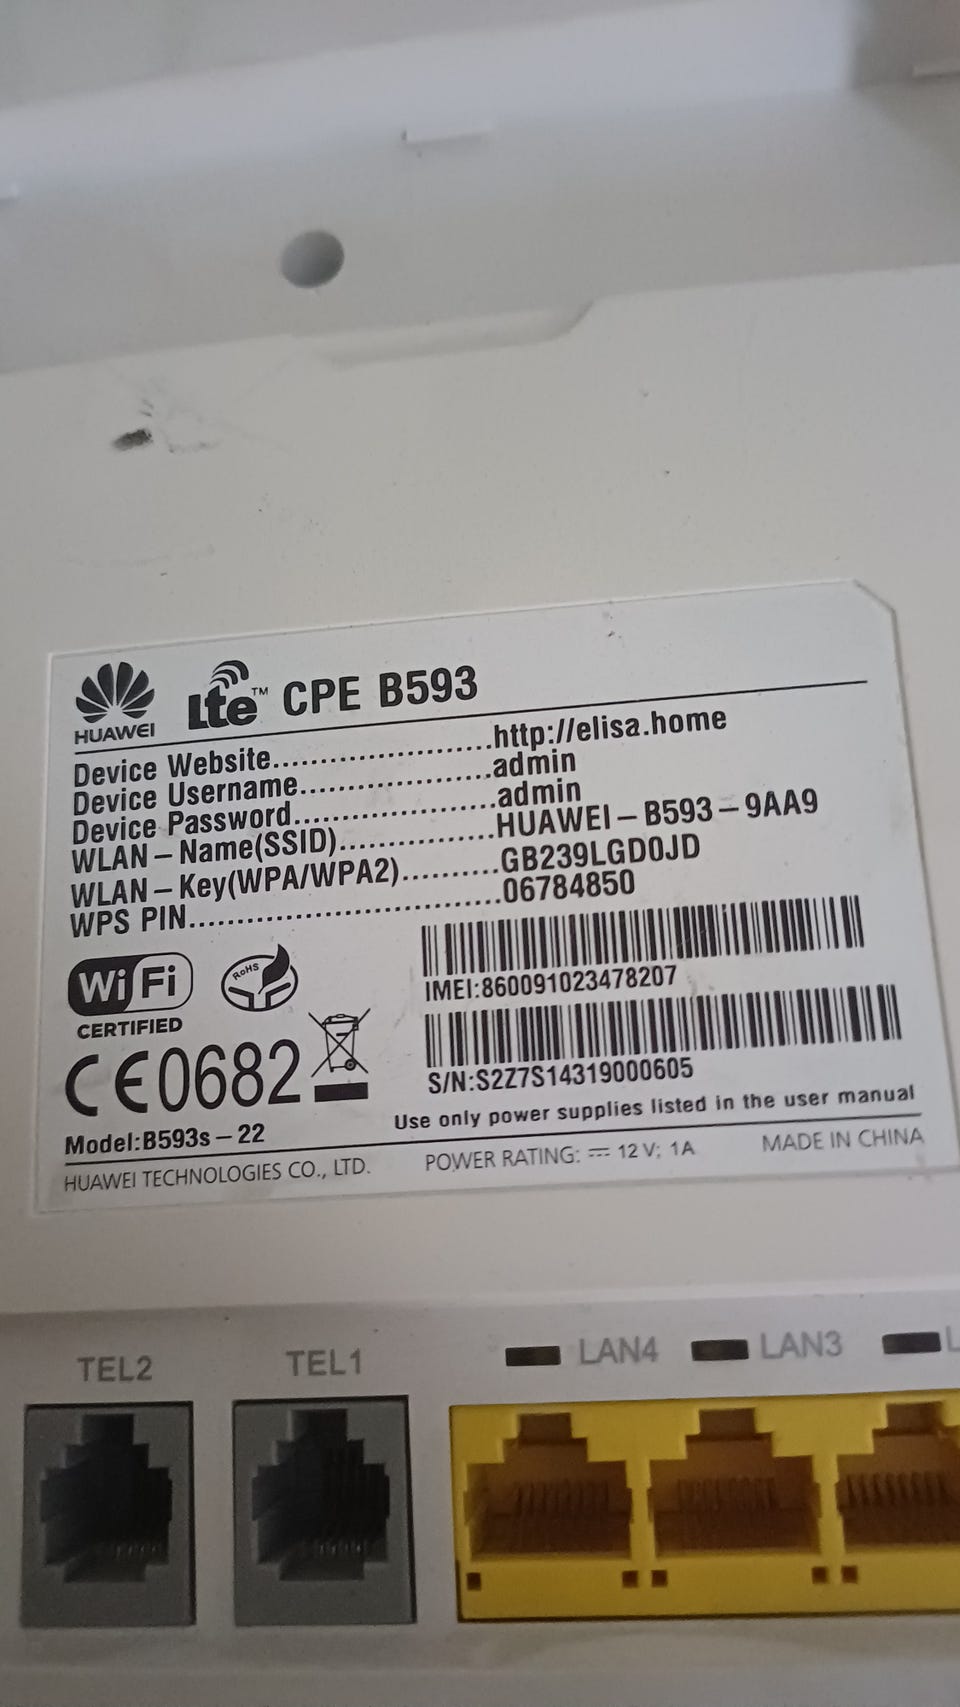 HUAWEI Lte™ CPE B593
Device Website........................http://elisa.home
Device Username.....................admin
Device Password......................admin
WLAN–Name(SSID)................HUAWEI–B593–9AA9
WLAN–Key(WPA/WPA2)..........GB239LGD0JD
WPS PIN..................................06784850
WiFi
CERTIFIED
RoHS
IMEI:860091023478207
CE0682
S/N:S2Z7S14319000605
Use only power supplies listed in the user manual
Model:B593s–22
HUAWEI TECHNOLOGIES CO., LTD. POWER RATING: ⎓ 12 V; 1A MADE IN CHINA
TEL2 TEL1 LAN4 LAN3